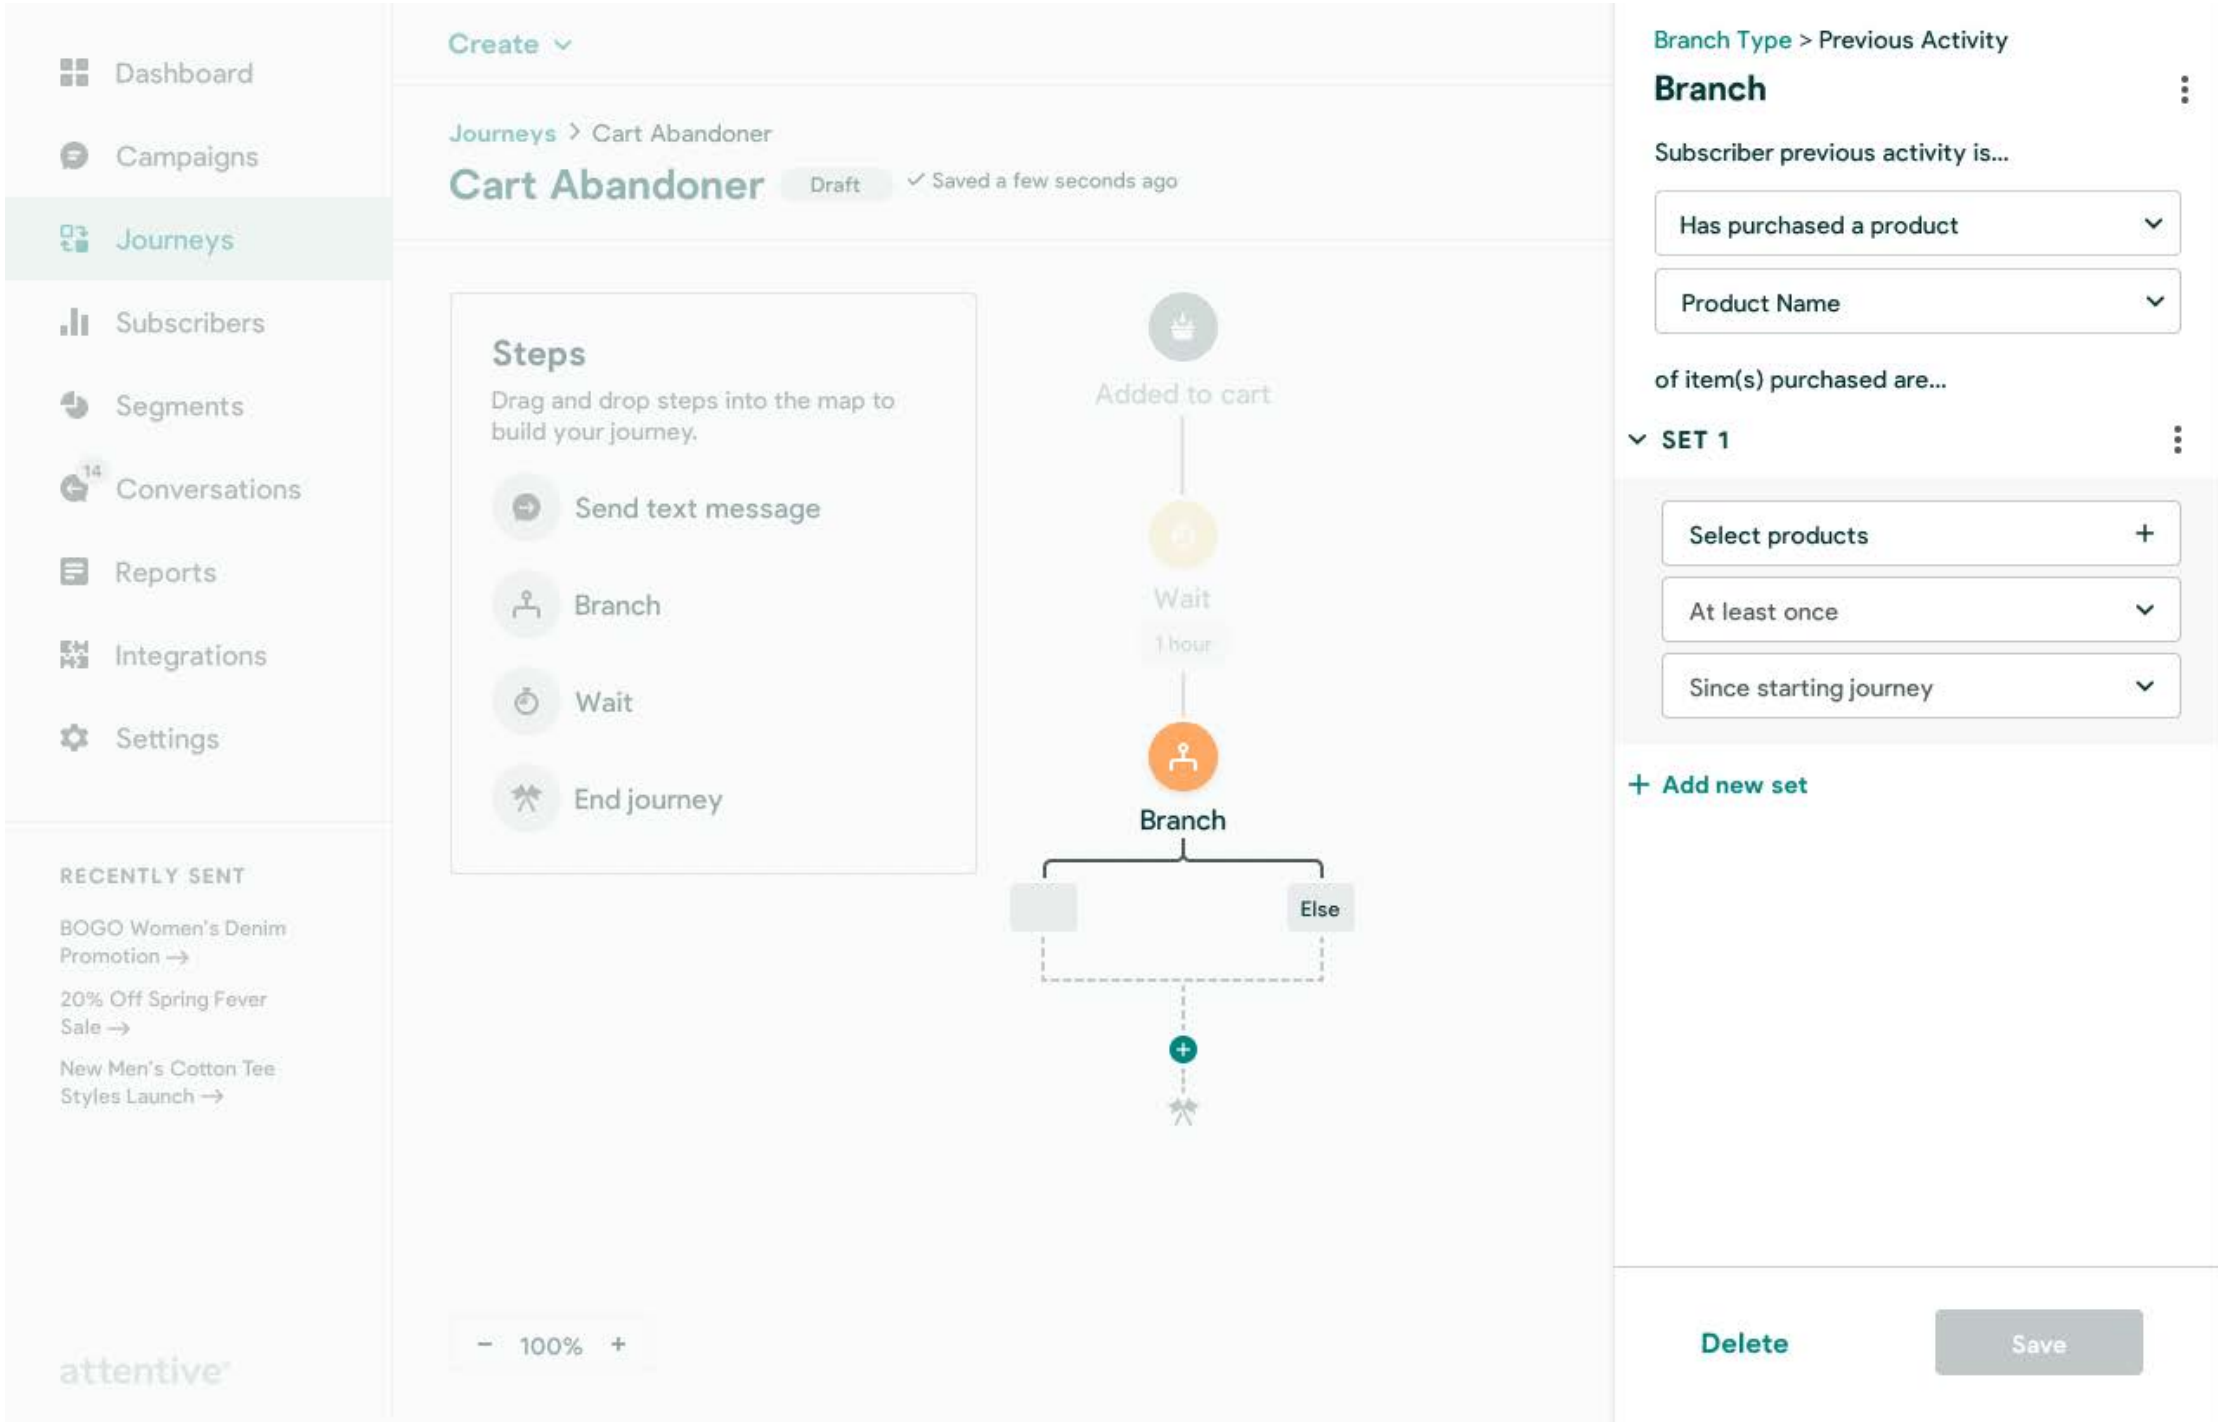 Dashboard
Campaigns
Journeys
Subscribers
Segments
14
Conversations
Reports
Integrations
Settings
RECENTLY SENT
BOGO Women's Denim
Promotion →
20% Off Spring Fever
Sale →
New Men's Cotton Tee
Styles Launch →
attentive®
Create
Journeys > Cart Abandoner
Cart Abandoner Draft ✓ Saved a few seconds ago
Steps
Drag and drop steps into the map to
build your journey.
Send text message
Branch
Wait
End journey
Added to cart
Wait
1 hour
Branch
Else
− 100% +
Branch Type > Previous Activity
Branch
Subscriber previous activity is...
Has purchased a product
Product Name
of item(s) purchased are...
SET 1
Select products +
At least once
Since starting journey
+ Add new set
Delete
Save